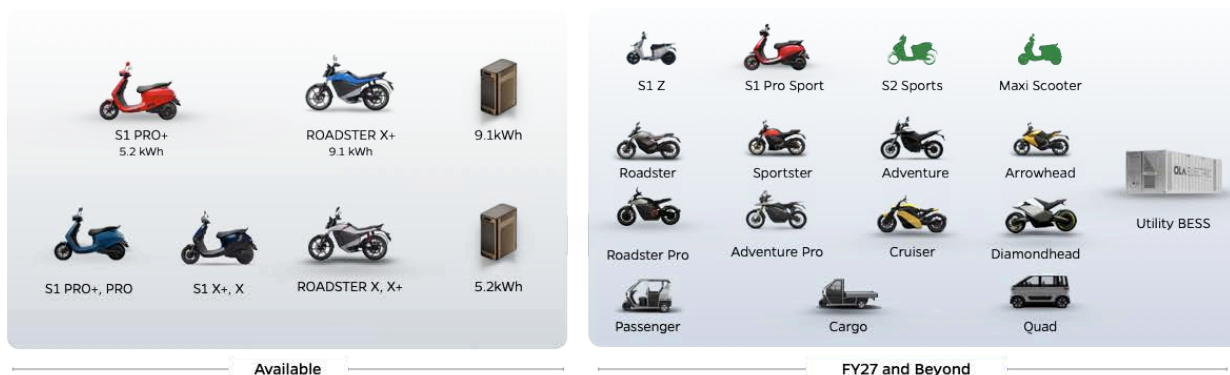 S1 PRO+
5.2 kWh
ROADSTER X+
9.1 kWh
9.1kWh
S1 PRO+, PRO
S1 X+, X
ROADSTER X, X+
5.2kWh
Available
S1 Z
S1 Pro Sport
S2 Sports
Maxi Scooter
Roadster
Sportster
Adventure
Arrowhead
OLA ELECTRIC
Utility BESS
Roadster Pro
Adventure Pro
Cruiser
Diamondhead
Passenger
Cargo
Quad
FY27 and Beyond